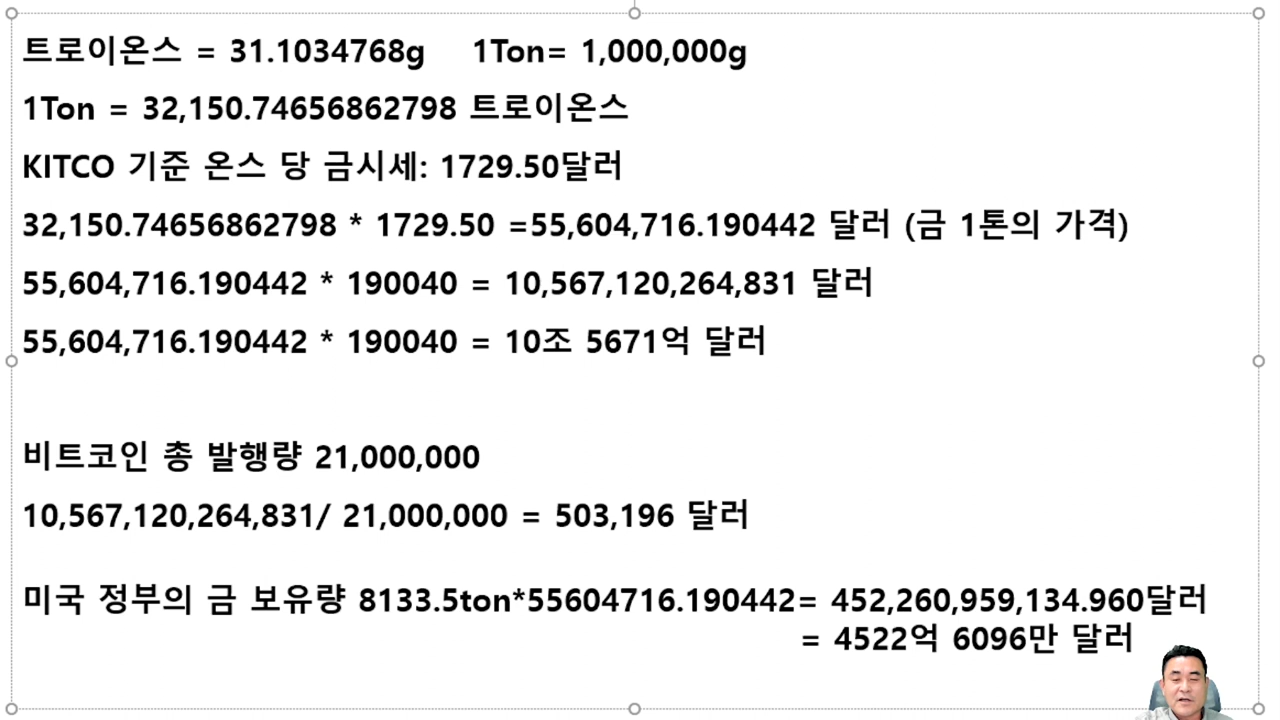 트로이온스 = 31.1034768g 1Ton= 1,000,000g
1Ton = 32,150.74656862798 트로이온스
KITCO 기준 온스 당 금시세: 1729.50달러
32,150.74656862798 * 1729.50 =55,604,716.190442 달러 (금 1톤의 가격)
55,604,716.190442 * 190040 = 10,567,120,264,831 달러
55,604,716.190442 * 190040 = 10조 5671억 달러
비트코인 총 발행량 21,000,000
10,567,120,264,831/ 21,000,000 = 503,196 달러
미국 정부의 금 보유량 8133.5ton*55604716.190442= 452,260,959,134.960달러
= 4522억 6096만 달러